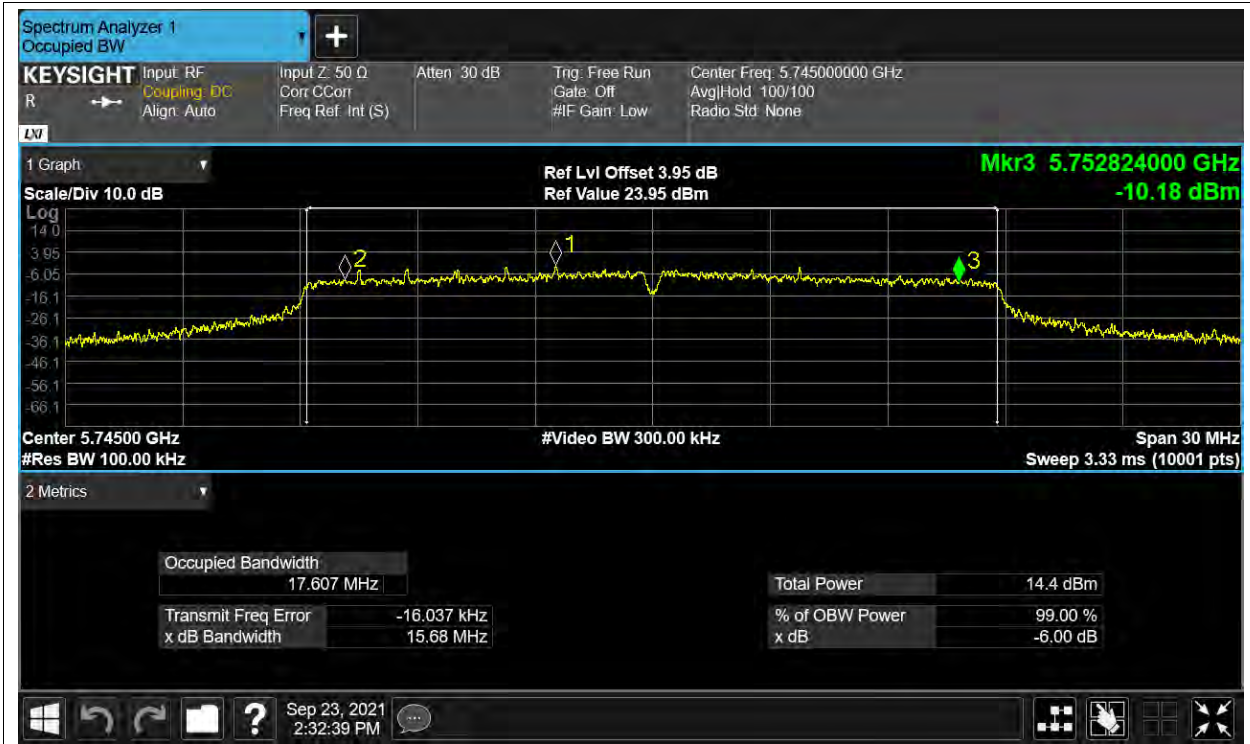 Spectrum Analyzer 1
Occupied BW
KEYSIGHT
R
LXI
Input: RF
Coupling: DC
Align: Auto
Input Z: 50 Ω
Corr CCorr
Freq Ref: Int (S)
Atten: 30 dB
Trig: Free Run
Gate: Off
#IF Gain: Low
Center Freq: 5.745000000 GHz
Avg|Hold: 100/100
Radio Std: None
1 Graph
Scale/Div 10.0 dB
Ref Lvl Offset 3.95 dB
Ref Value 23.95 dBm
Mkr3 5.752824000 GHz
-10.18 dBm
Log
14.0
3.95
-6.05
-16.1
-26.1
-36.1
-46.1
-56.1
-66.1
2
1
3
Center 5.74500 GHz
#Video BW 300.00 kHz
Span 30 MHz
#Res BW 100.00 kHz
Sweep 3.33 ms (10001 pts)
2 Metrics
Occupied Bandwidth
17.607 MHz
Total Power 14.4 dBm
Transmit Freq Error -16.037 kHz
% of OBW Power 99.00 %
x dB Bandwidth 15.68 MHz
x dB -6.00 dB
?
Sep 23, 2021
2:32:39 PM